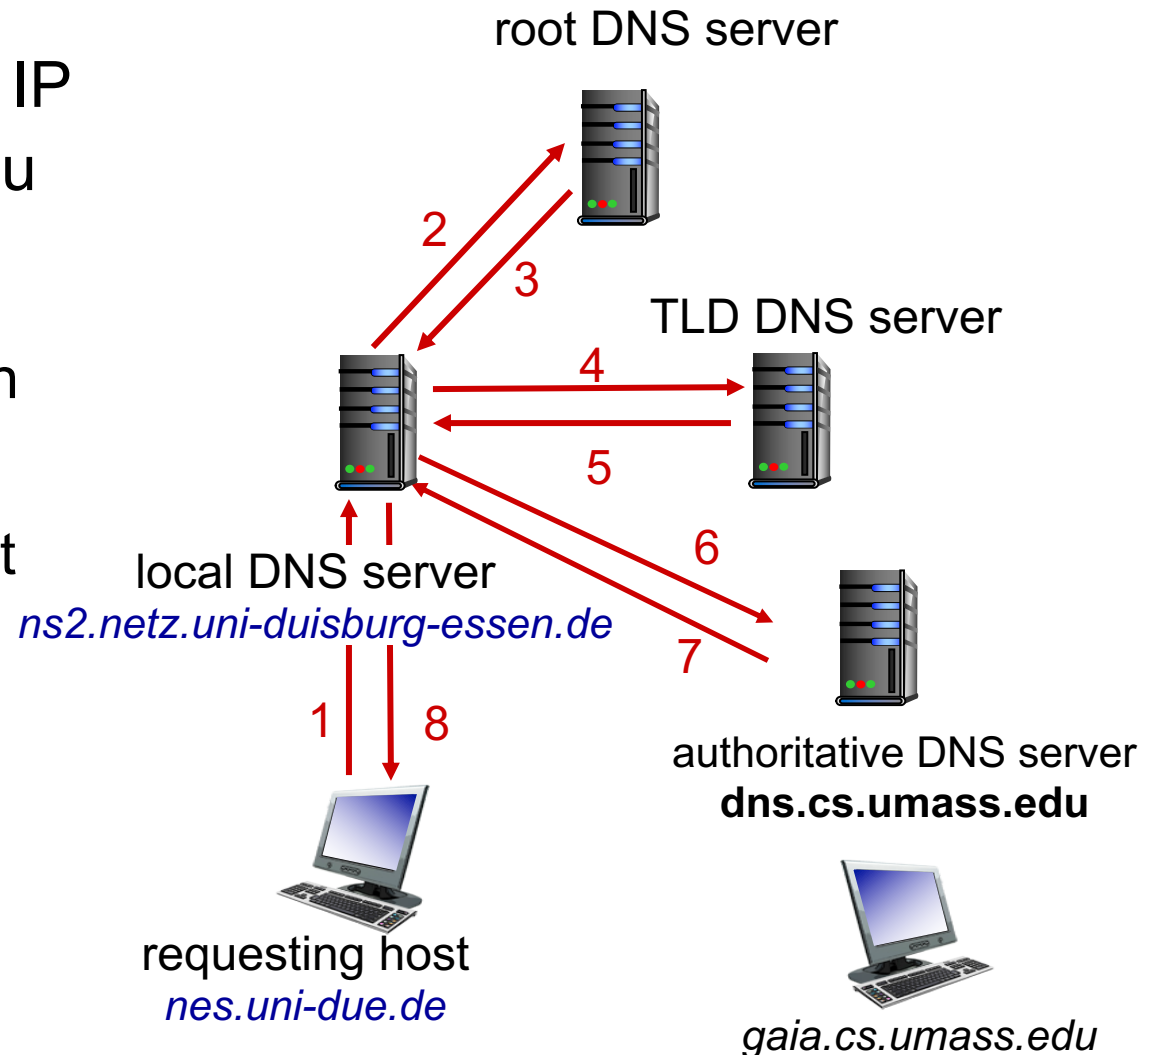 root DNS server
IP
u
2
3
TLD DNS server
n
4
5
t
6
local DNS server
ns2.netz.uni-duisburg-essen.de
7
1
8
authoritative DNS server
dns.cs.umass.edu
requesting host
nes.uni-due.de
gaia.cs.umass.edu